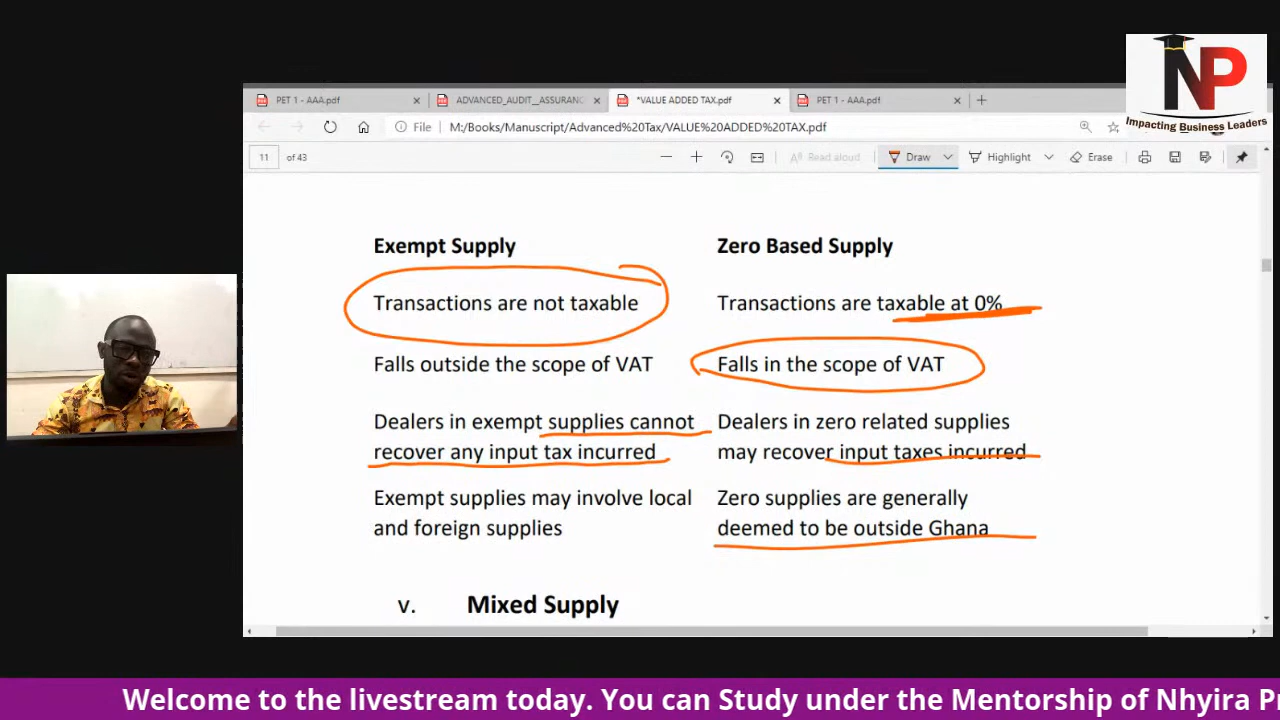 NP
Impacting Business Leaders
PET 1 - AAA.pdf
ADVANCED_AUDIT__ASSURANC
*VALUE ADDED TAX.pdf
PET 1 - AAA.pdf
File M:/Books/Manuscript/Advanced%20Tax/VALUE%20ADDED%20TAX.pdf
11 of 43
Read aloud
Draw
Highlight
Erase
Exempt Supply
Zero Based Supply
Transactions are not taxable
Transactions are taxable at 0%
Falls outside the scope of VAT
Falls in the scope of VAT
Dealers in exempt supplies cannot
recover any input tax incurred
Dealers in zero related supplies
may recover input taxes incurred
Exempt supplies may involve local
and foreign supplies
Zero supplies are generally
deemed to be outside Ghana
v. Mixed Supply
Welcome to the livestream today. You can Study under the Mentorship of Nhyira P